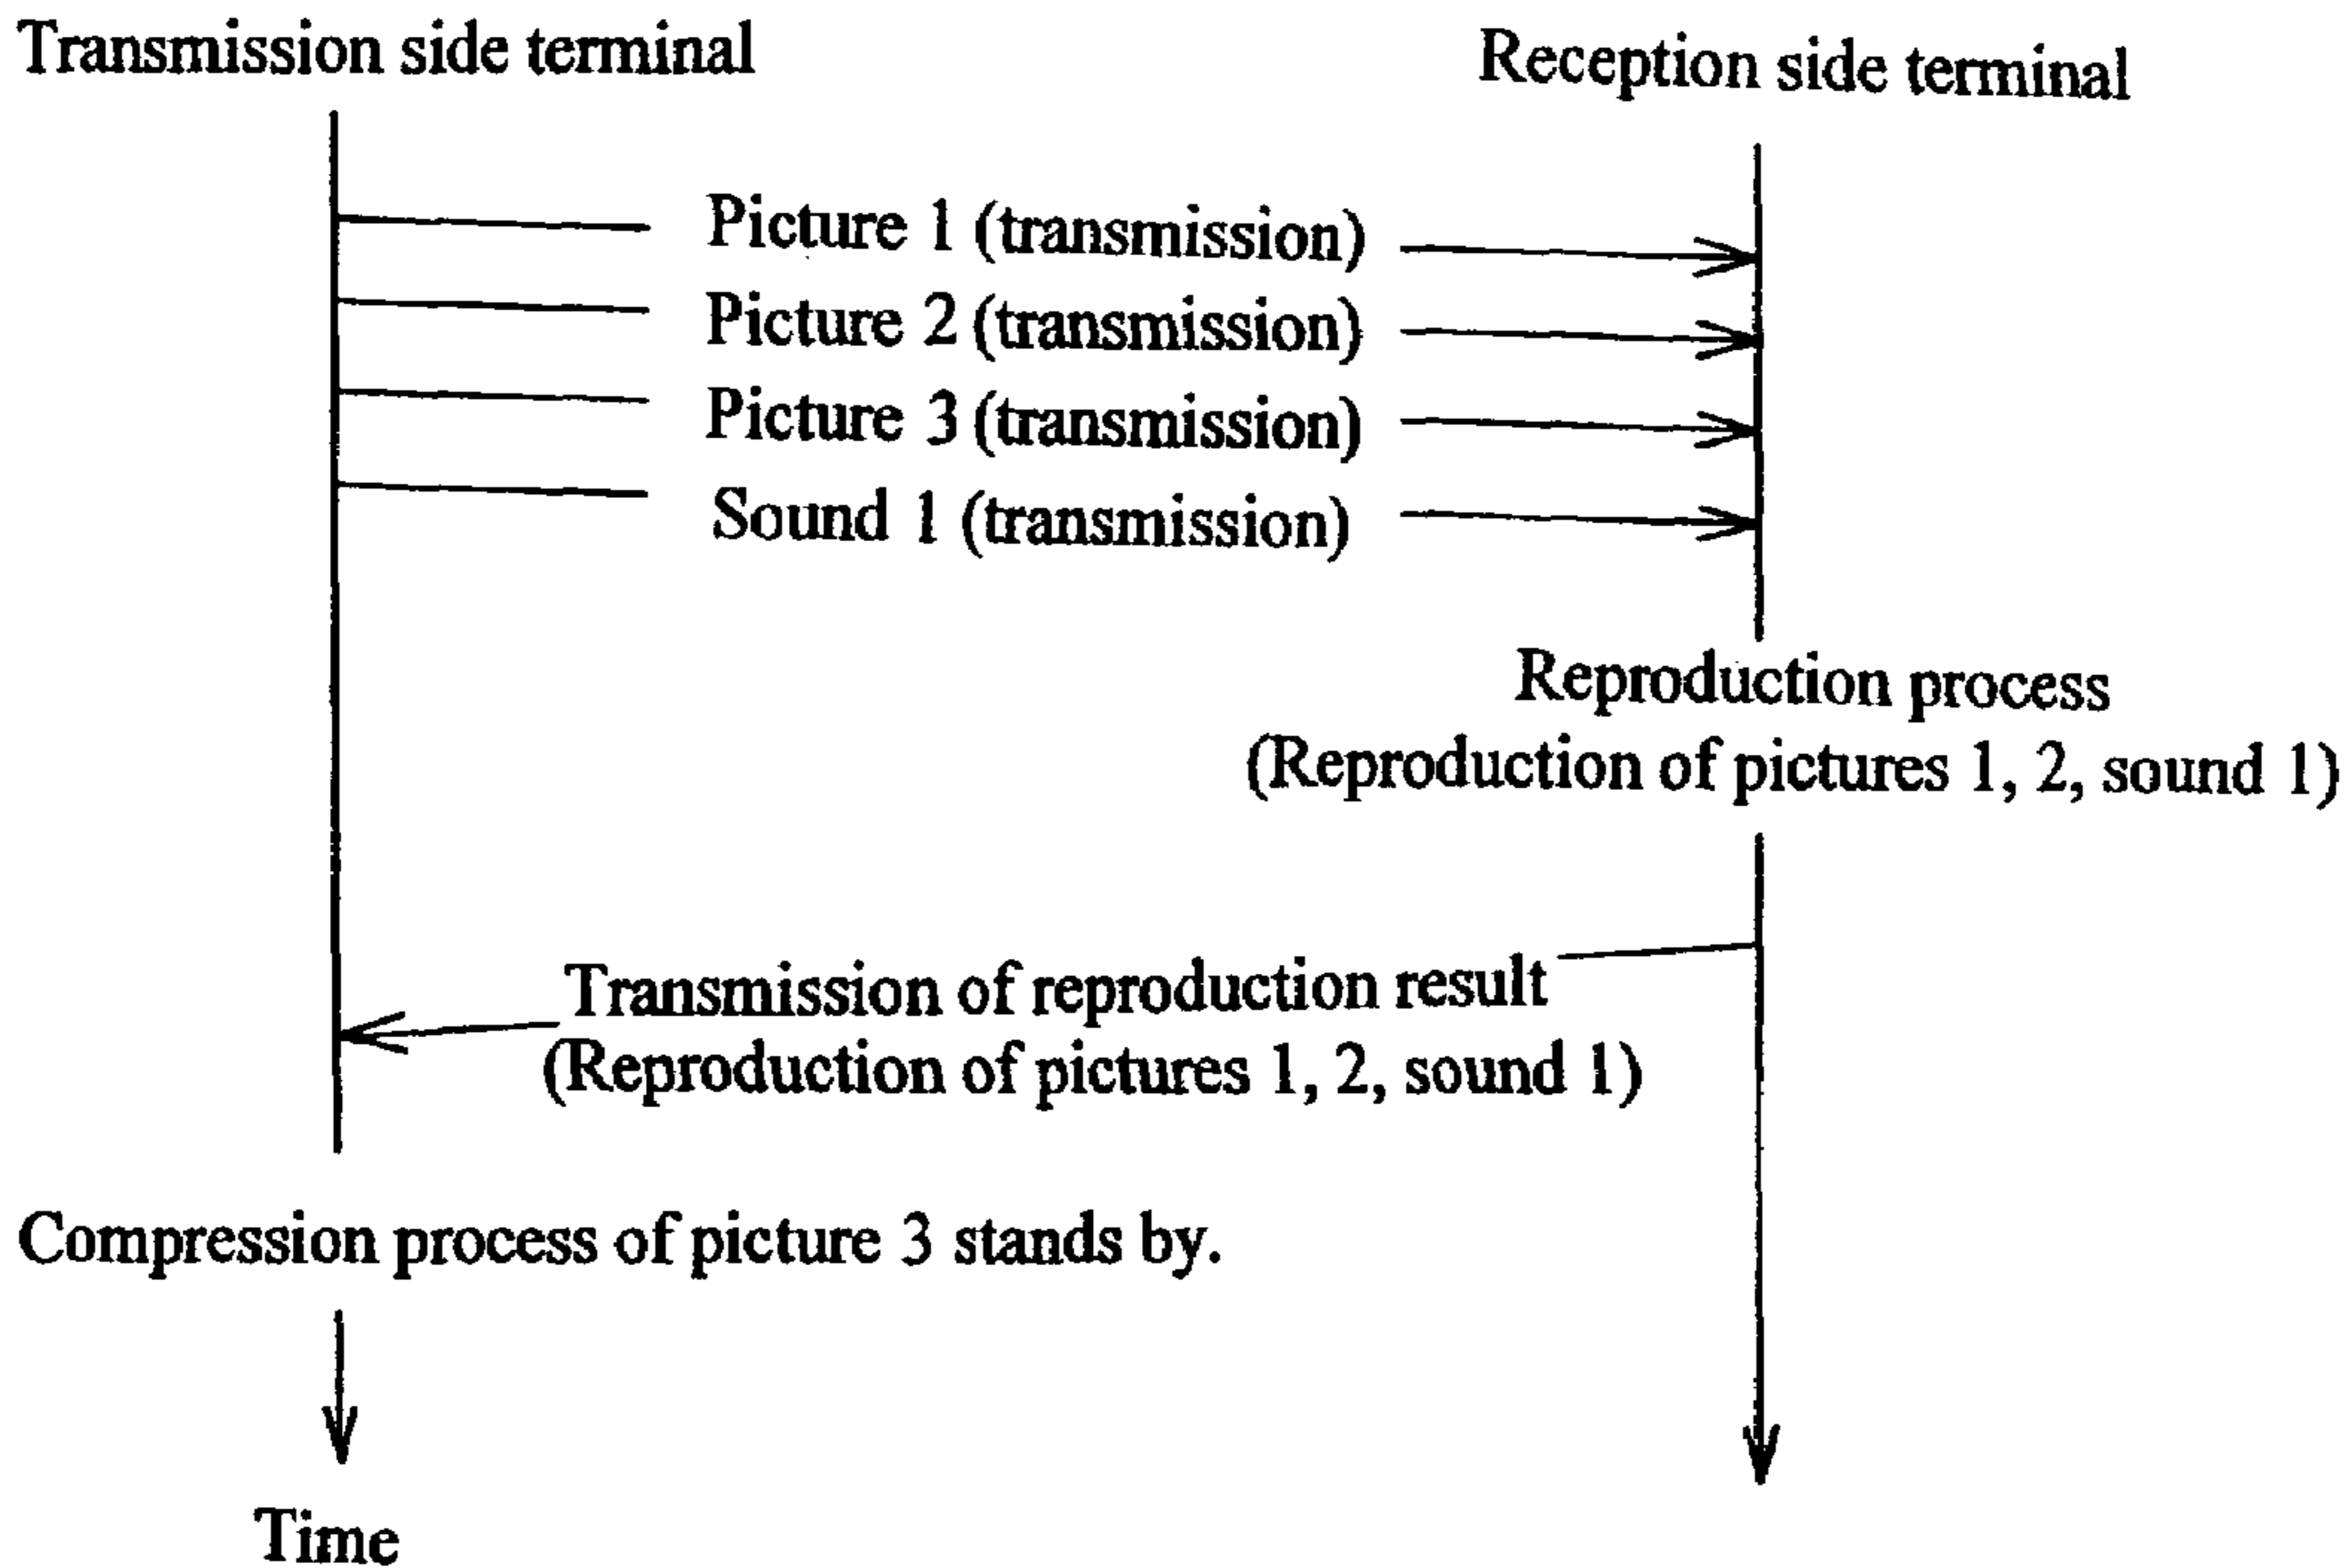 Transmission side terminal
Reception side terminal
Picture 1 (transmission)
Picture 2 (transmission)
Picture 3 (transmission)
Sound 1 (transmission)
Reproduction process
(Reproduction of pictures 1, 2, sound 1)
Transmission of reproduction result
(Reproduction of pictures 1, 2, sound 1)
Compression process of picture 3 stands by.
Time